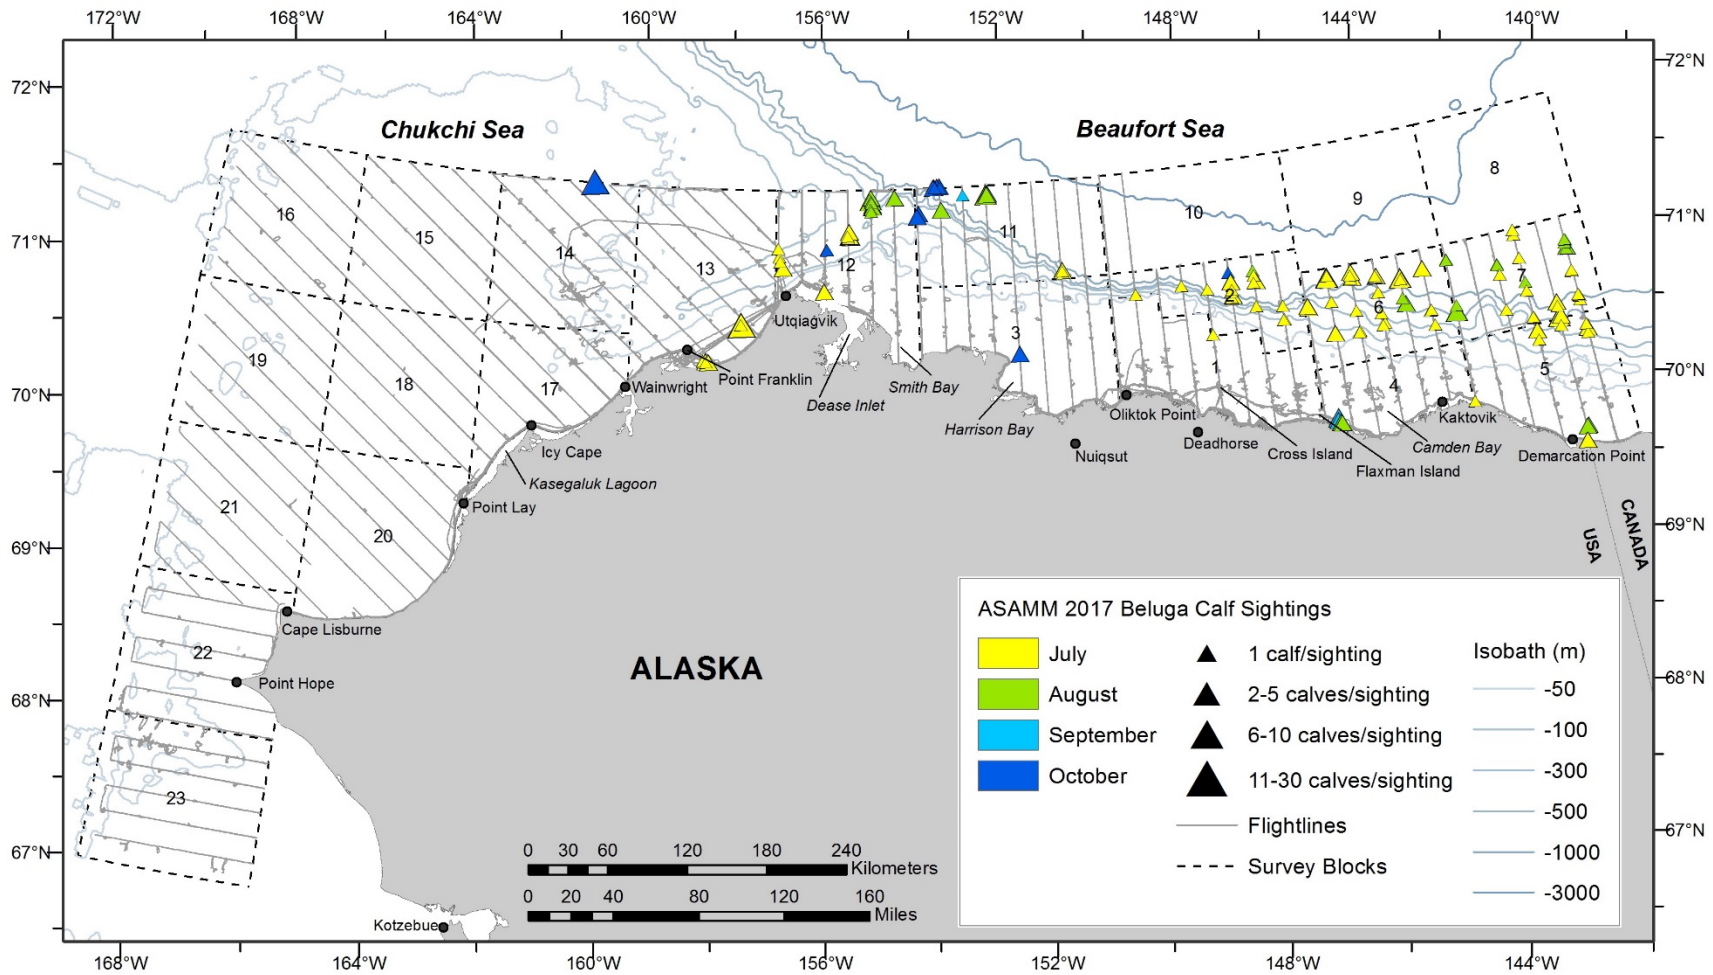 172°W 168°W 164°W 160°W 156°W 152°W 148°W 144°W 140°W
72°N 72°N
Chukchi Sea Beaufort Sea
8
16 9
15 10
71°N 71°N
14 11
13 12
7
2 6
Utqiaġvik
19 3
18 Point Franklin Smith Bay 1 5
70°N 17 Wainwright Dease Inlet 4 70°N
Harrison Bay Oliktok Point Kaktovik
Icy Cape Nuiqsut Deadhorse Cross Island Camden Bay Demarcation Point
Kasegaluk Lagoon Flaxman Island
21 Point Lay
20
69°N 69°N
USA CANADA
Cape Lisburne
22
68°N Point Hope ALASKA 68°N
23
67°N 67°N
Kotzebue
0 30 60 120 180 240
Kilometers
0 20 40 80 120 160
Miles
ASAMM 2017 Beluga Calf Sightings
July
August
September
October
1 calf/sighting
2-5 calves/sighting
6-10 calves/sighting
11-30 calves/sighting
Flightlines
Survey Blocks
Isobath (m)
-50
-100
-300
-500
-1000
-3000
168°W 164°W 160°W 156°W 152°W 148°W 144°W 140°W